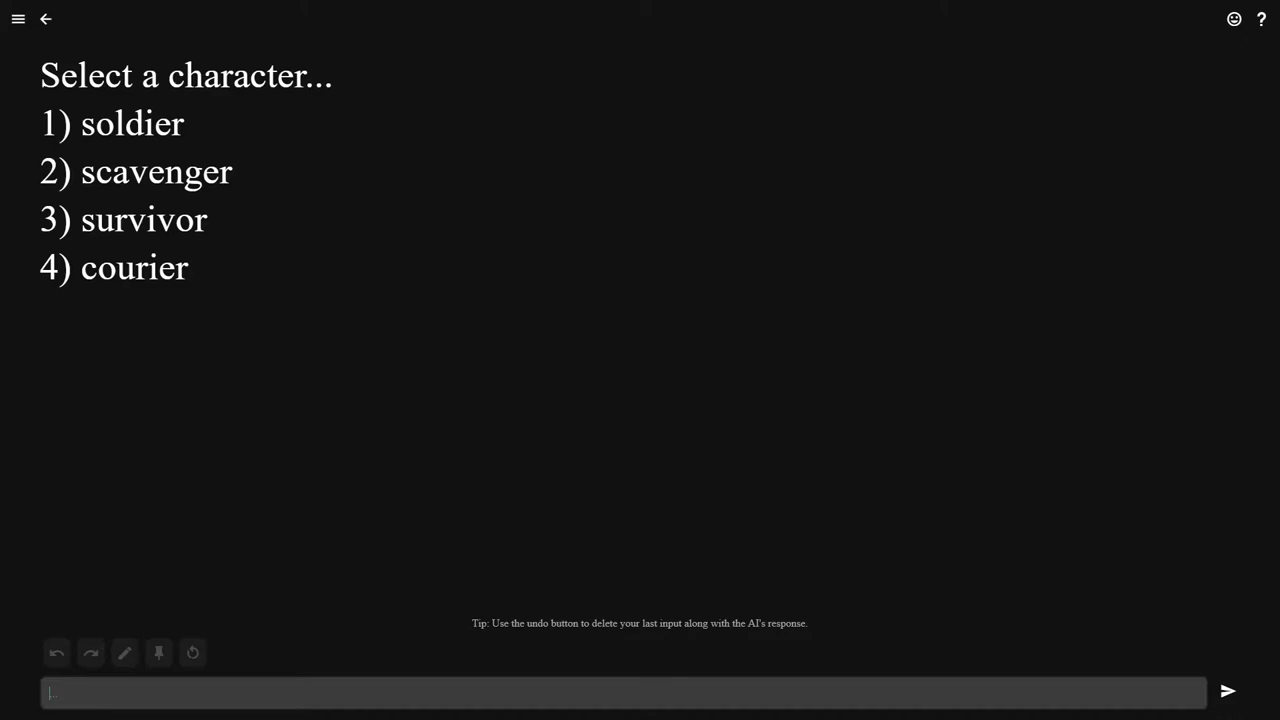 Select a character...
1) soldier
2) scavenger
3) survivor
4) courier
Tip: Use the undo button to delete your last input along with the AI's response.